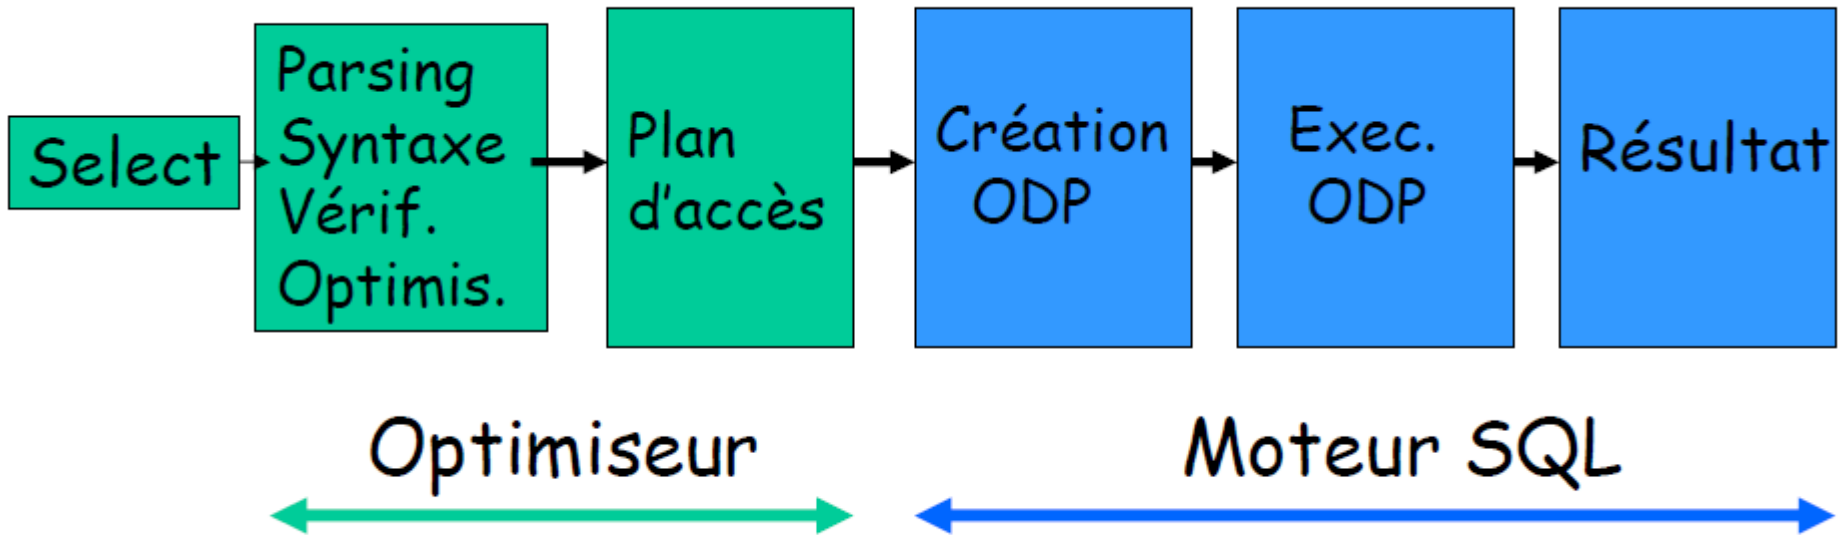 Select
Parsing
Syntaxe
Vérif.
Optimis.
Plan
d'accès
Création
ODP
Exec.
ODP
Résultat
Optimiseur
Moteur SQL